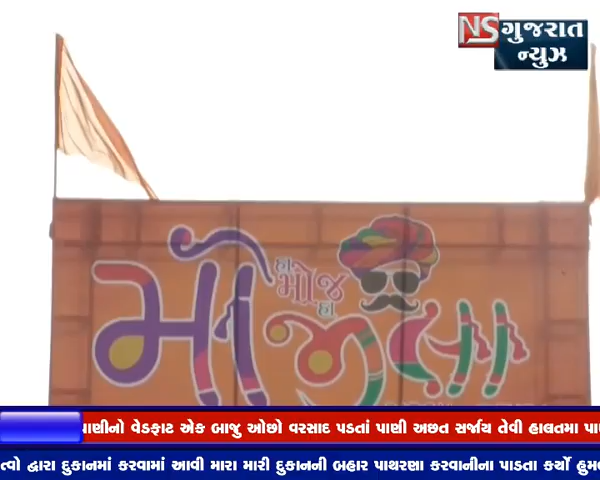 NS ગુજરાત
ન્યુઝ
હા
મોજ
હા
મોજીલા
પાણીનો વેડફાટ એક બાજુ ઓછો વરસાદ પડતાં પાણી અછત સર્જાય તેવી હાલતમા
ત્વો દ્વારા દુકાનમાં કરવામાં આવી મારા મારી દુકાનની બહાર પાથરણા કરવાનીના પાડતા કર્યો